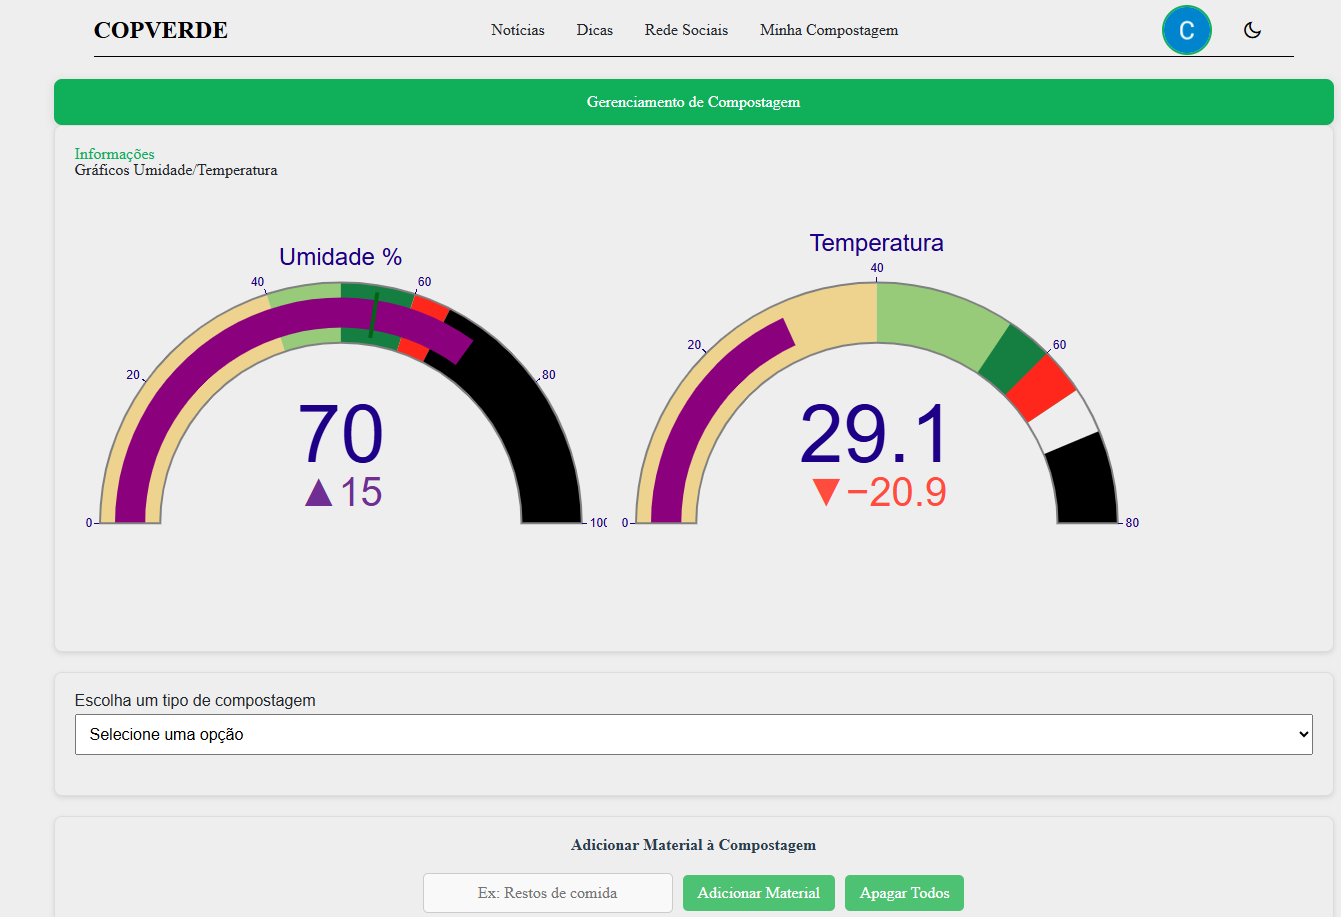 COPVERDE
Notícias
Dicas
Rede Sociais
Minha Compostagem
C
Gerenciamento de Compostagem
Informações
Gráficos Umidade/Temperatura
Umidade %
0
20
40
60
80
100
70
▲15
Temperatura
0
20
40
60
80
29.1
▼−20.9
Escolha um tipo de compostagem
Selecione uma opção
Adicionar Material à Compostagem
Ex: Restos de comida
Adicionar Material
Apagar Todos